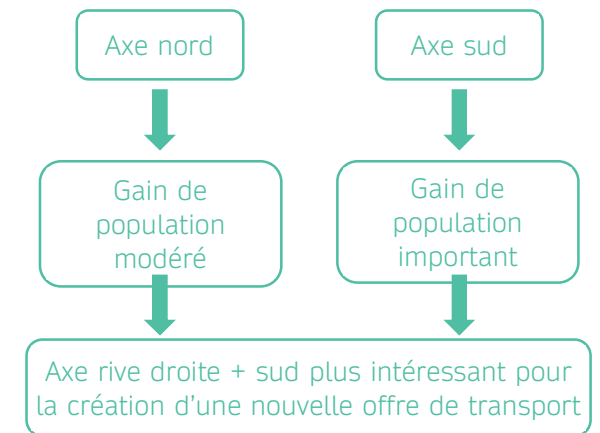 Axe nord
Axe sud
Gain de
population
modéré
Gain de
population
important
Axe rive droite + sud plus intéressant pour
la création d'une nouvelle offre de transport